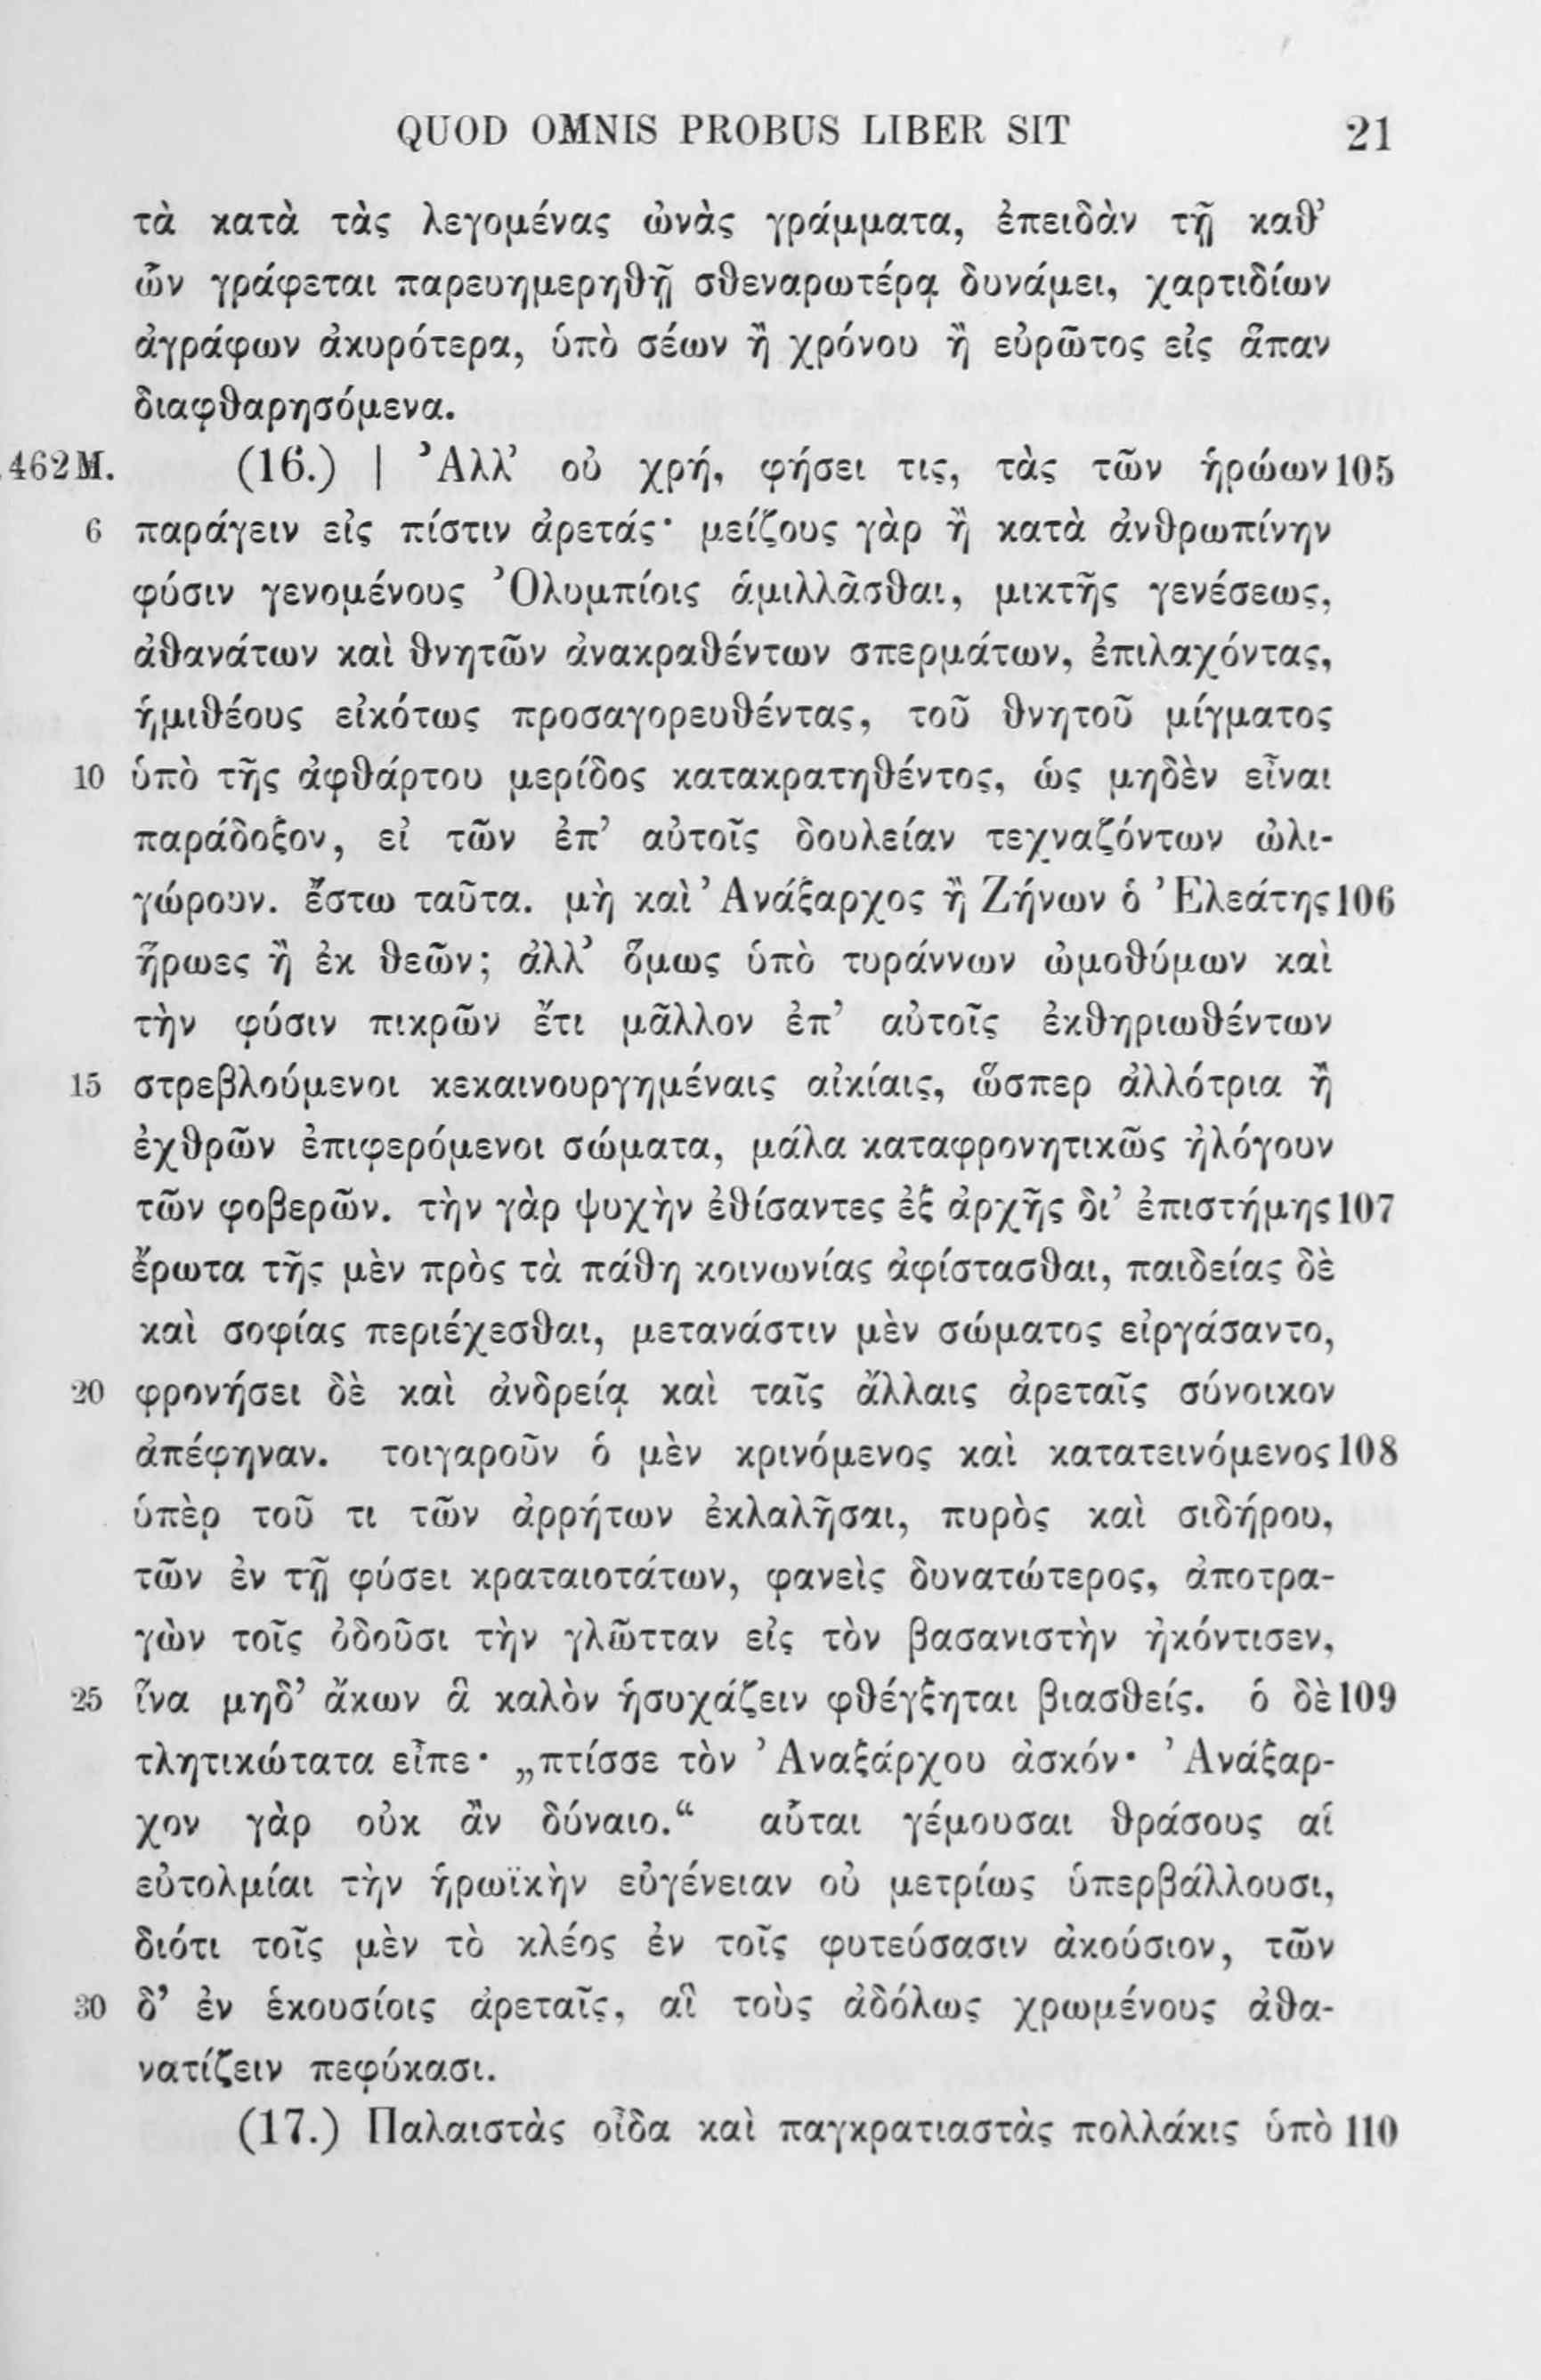 QUOD OMNIS PROBUS LIBER SIT 21
τὰ κατὰ τὰς λεγομένας ὠνὰς γράμματα, ἐπειδὰν τῇ καθ’
ὧν γράφεται παρευημερηθῇ σθεναρωτέρᾳ δυνάμει, χαρτιδίων
ἀγράφων ἀκυρότερα, ὑπὸ σέων ἢ χρόνου ἢ εὐρῶτος εἰς ἅπαν
διαφθαρησόμενα.
462 M. (16.) | Ἀλλ’ οὐ χρή, φήσει τις, τὰς τῶν ἡρώων 105
6 παράγειν εἰς πίστιν ἀρετάς· μείζους γὰρ ἢ κατὰ ἀνθρωπίνην
φύσιν γενομένους Ὀλυμπίοις ἁμιλλᾶσθαι, μικτῆς γενέσεως,
ἀθανάτων καὶ θνητῶν ἀνακραθέντων σπερμάτων, ἐπιλαχόντας,
ἡμιθέους εἰκότως προσαγορευθέντας, τοῦ θνητοῦ μίγματος
10 ὑπὸ τῆς ἀφθάρτου μερίδος κατακρατηθέντος, ὡς μηδὲν εἶναι
παράδοξον, εἰ τῶν ἐπ’ αὐτοῖς δουλείαν τεχναζόντων ὠλι-
γώρουν. ἔστω ταῦτα. μὴ καὶ Ἀνάξαρχος ἢ Ζήνων ὁ Ἐλεάτης 106
ἥρωες ἢ ἐκ θεῶν; ἀλλ’ ὅμως ὑπὸ τυράννων ὠμοθύμων καὶ
τὴν φύσιν πικρῶν ἔτι μᾶλλον ἐπ’ αὐτοῖς ἐκθηριωθέντων
15 στρεβλούμενοι κεκαινουργημέναις αἰκίαις, ὥσπερ ἀλλότρια ἢ
ἐχθρῶν ἐπιφερόμενοι σώματα, μάλα καταφρονητικῶς ἠλόγουν
τῶν φοβερῶν. τὴν γὰρ ψυχὴν ἐθίσαντες ἐξ ἀρχῆς δι’ ἐπιστήμης 107
ἔρωτα τῆς μὲν πρὸς τὰ πάθη κοινωνίας ἀφίστασθαι, παιδείας δὲ
καὶ σοφίας περιέχεσθαι, μετανάστιν μὲν σώματος εἰργάσαντο,
20 φρονήσει δὲ καὶ ἀνδρείᾳ καὶ ταῖς ἄλλαις ἀρεταῖς σύνοικον
ἀπέφηναν. τοιγαροῦν ὁ μὲν κρινόμενος καὶ κατατεινόμενος 108
ὑπὲρ τοῦ τι τῶν ἀρρήτων ἐκλαλῆσαι, πυρὸς καὶ σιδήρου,
τῶν ἐν τῇ φύσει κραταιοτάτων, φανεὶς δυνατώτερος, ἀποτρα-
γὼν τοῖς ὀδοῦσι τὴν γλῶτταν εἰς τὸν βασανιστὴν ἠκόντισεν,
25 ἵνα μηδ’ ἄκων ἃ καλὸν ἡσυχάζειν φθέγξηται βιασθείς. ὁ δὲ 109
τλητικώτατα εἶπε· „πτίσσε τὸν Ἀναξάρχου ἀσκόν· Ἀνάξαρ-
χον γὰρ οὐκ ἂν δύναιο.“ αὗται γέμουσαι θράσους αἱ
εὐτολμίαι τὴν ἡρωϊκὴν εὐγένειαν οὐ μετρίως ὑπερβάλλουσι,
διότι τοῖς μὲν τὸ κλέος ἐν τοῖς φυτεύσασιν ἀκούσιον, τῶν
30 δ’ ἐν ἑκουσίοις ἀρεταῖς, αἳ τοὺς ἀδόλως χρωμένους ἀθα-
νατίζειν πεφύκασι.
(17.) Παλαιστὰς οἶδα καὶ παγκρατιαστὰς πολλάκις ὑπὸ 110